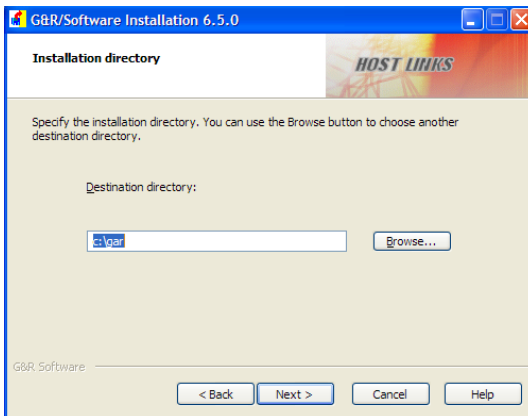 G&R/Software Installation 6.5.0
Installation directory
HOST LINKS
Specify the installation directory. You can use the Browse button to choose another
destination directory.
Destination directory:
c:\gar
Browse...
G&R Software
< Back
Next >
Cancel
Help